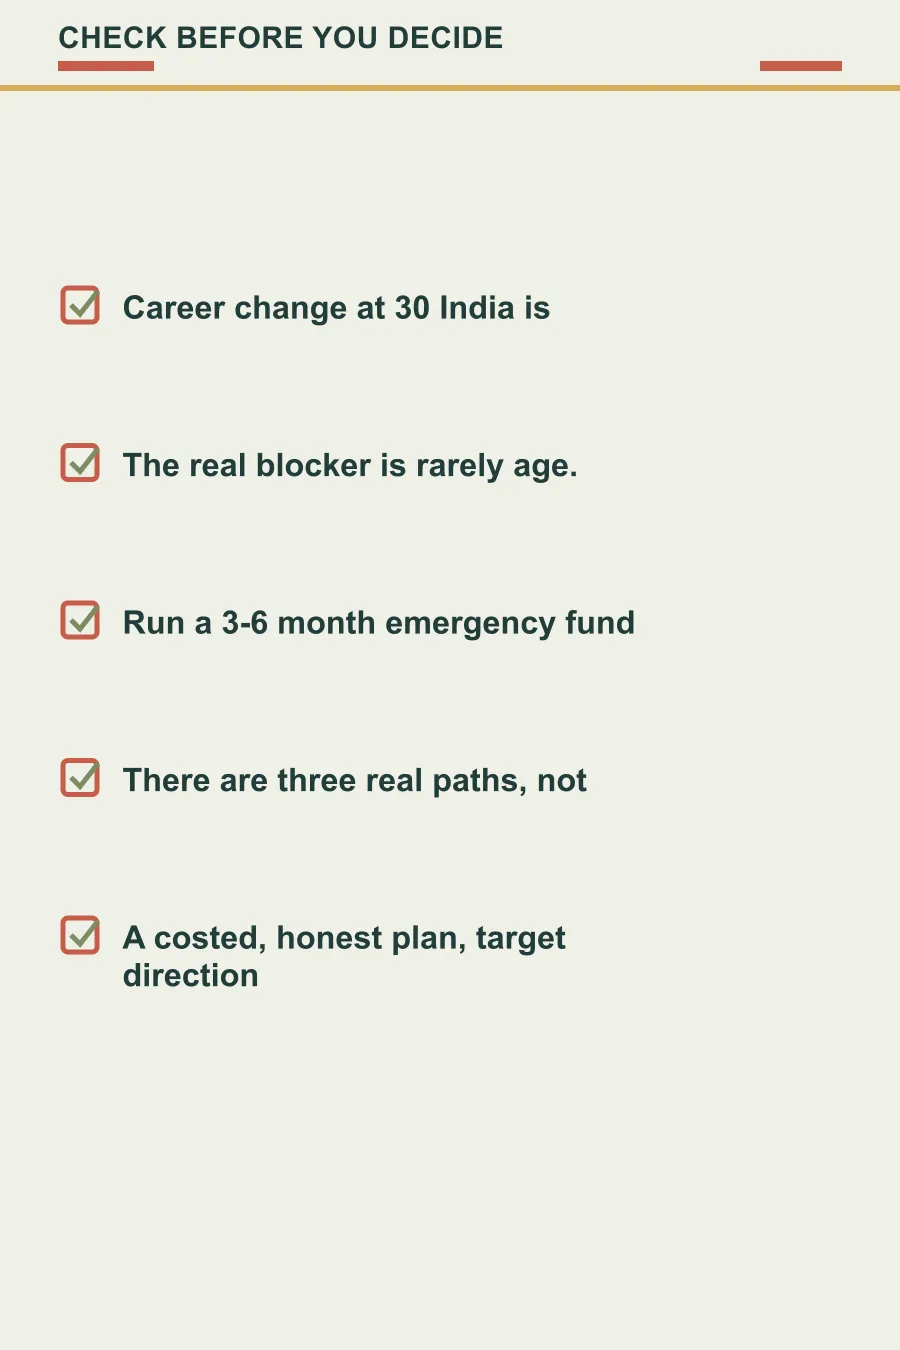 CHECK BEFORE YOU DECIDE
Career change at 30 India is
The real blocker is rarely age.
Run a 3-6 month emergency fund
There are three real paths, not
A costed, honest plan, target
direction